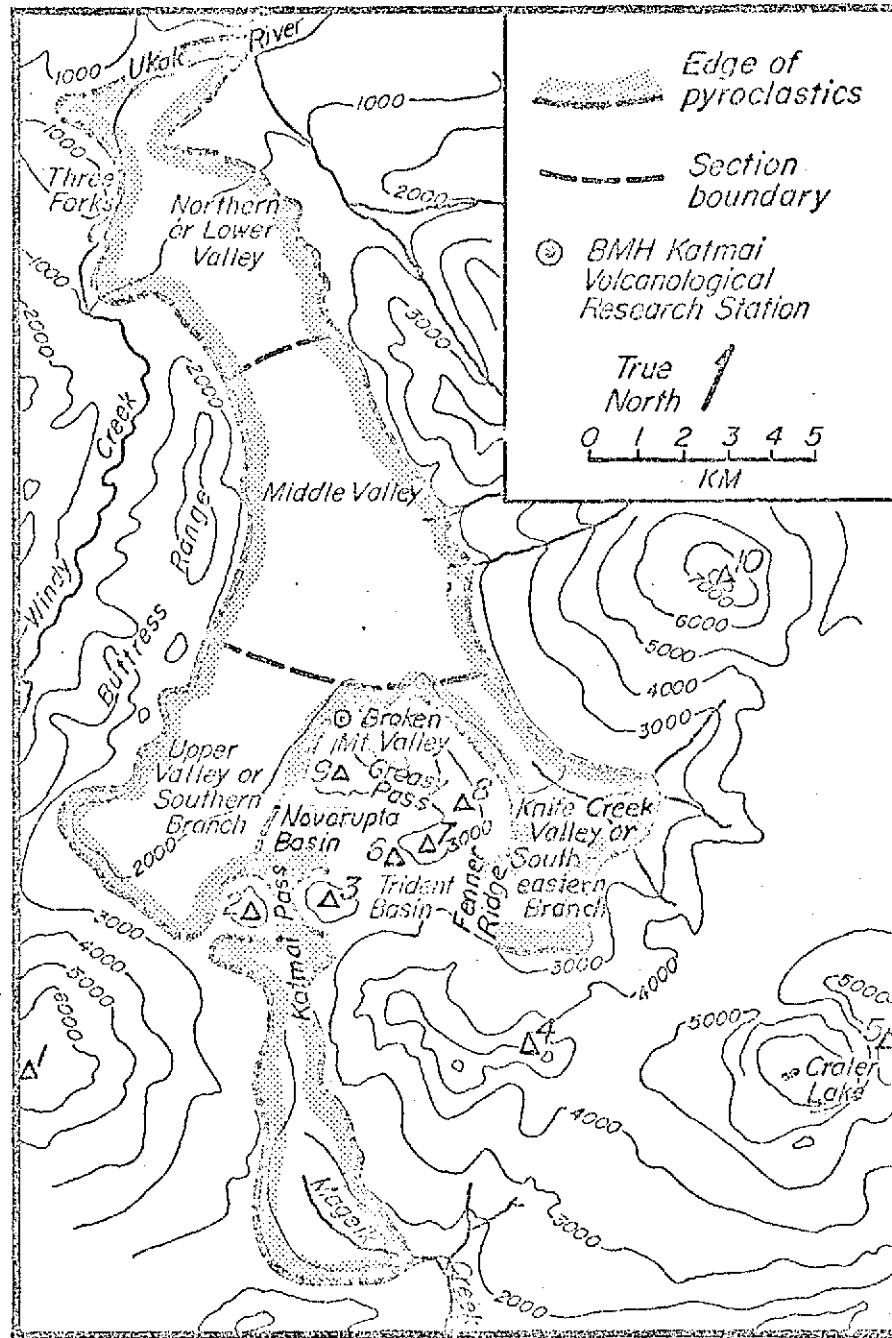 Ukak River
1000
1000
Three
Forks
Northern
or Lower
Valley
1000
2000
1000
2000
2000
3000
Edge of
pyroclastics
Section
boundary
BMH Katmai
Volcanological
Research Station
True
North
0 1 2 3 4 5
KM
Windy Creek
Buttress Range
Middle Valley
10
7000
6000
5000
4000
3000
Broken
Mt. Valley
9
Greasy
Pass
8
Upper
Valley or
Southern
Branch
Novarupta
Basin
7
3000
6
Knife Creek
Valley or
South
eastern
Branch
2000
Trident
Basin
Fenner
Ridge
3
Katmai Pass
3000
4000
5000
6000
1
3000
4000
4
5000
5000
5
Crater
Lake
4000
3000
2000
Mageik
Creek